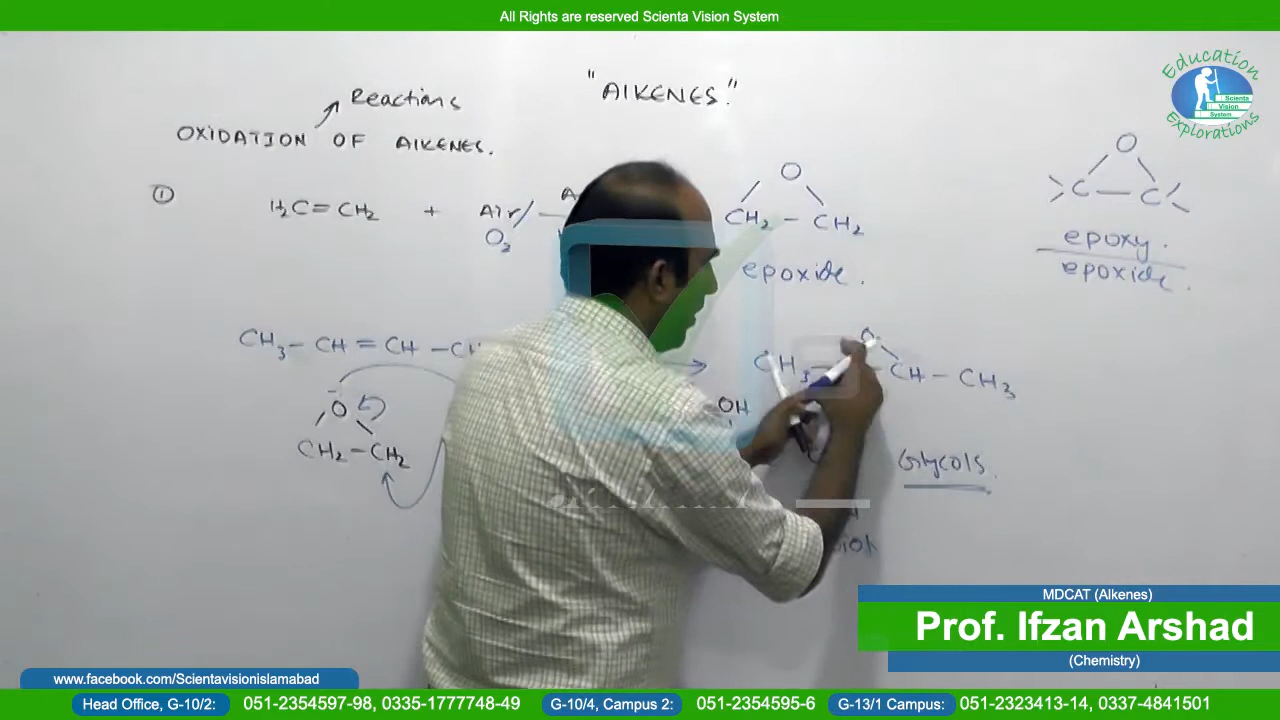 All Rights are reserved Scienta Vision System
Education
Scienta
Vision
System
Explorations
"AlKENES."
Reactions
OXIDATION OF AlKENES.
①
H₂C=CH₂ + Air/
O₂
O
CH₂ — CH₂
epoxide.
O
C — C
epoxy.
epoxide.
CH₃ — CH = CH —
O
CH — CH₃
O
CH₂ — CH₂
OH
Glycols.
MDCAT (Alkenes)
Prof. Ifzan Arshad
(Chemistry)
www.facebook.com/Scientavisionislamabad
Head Office, G-10/2: 051-2354597-98, 0335-1777748-49 G-10/4, Campus 2: 051-2354595-6 G-13/1 Campus: 051-2323413-14, 0337-4841501